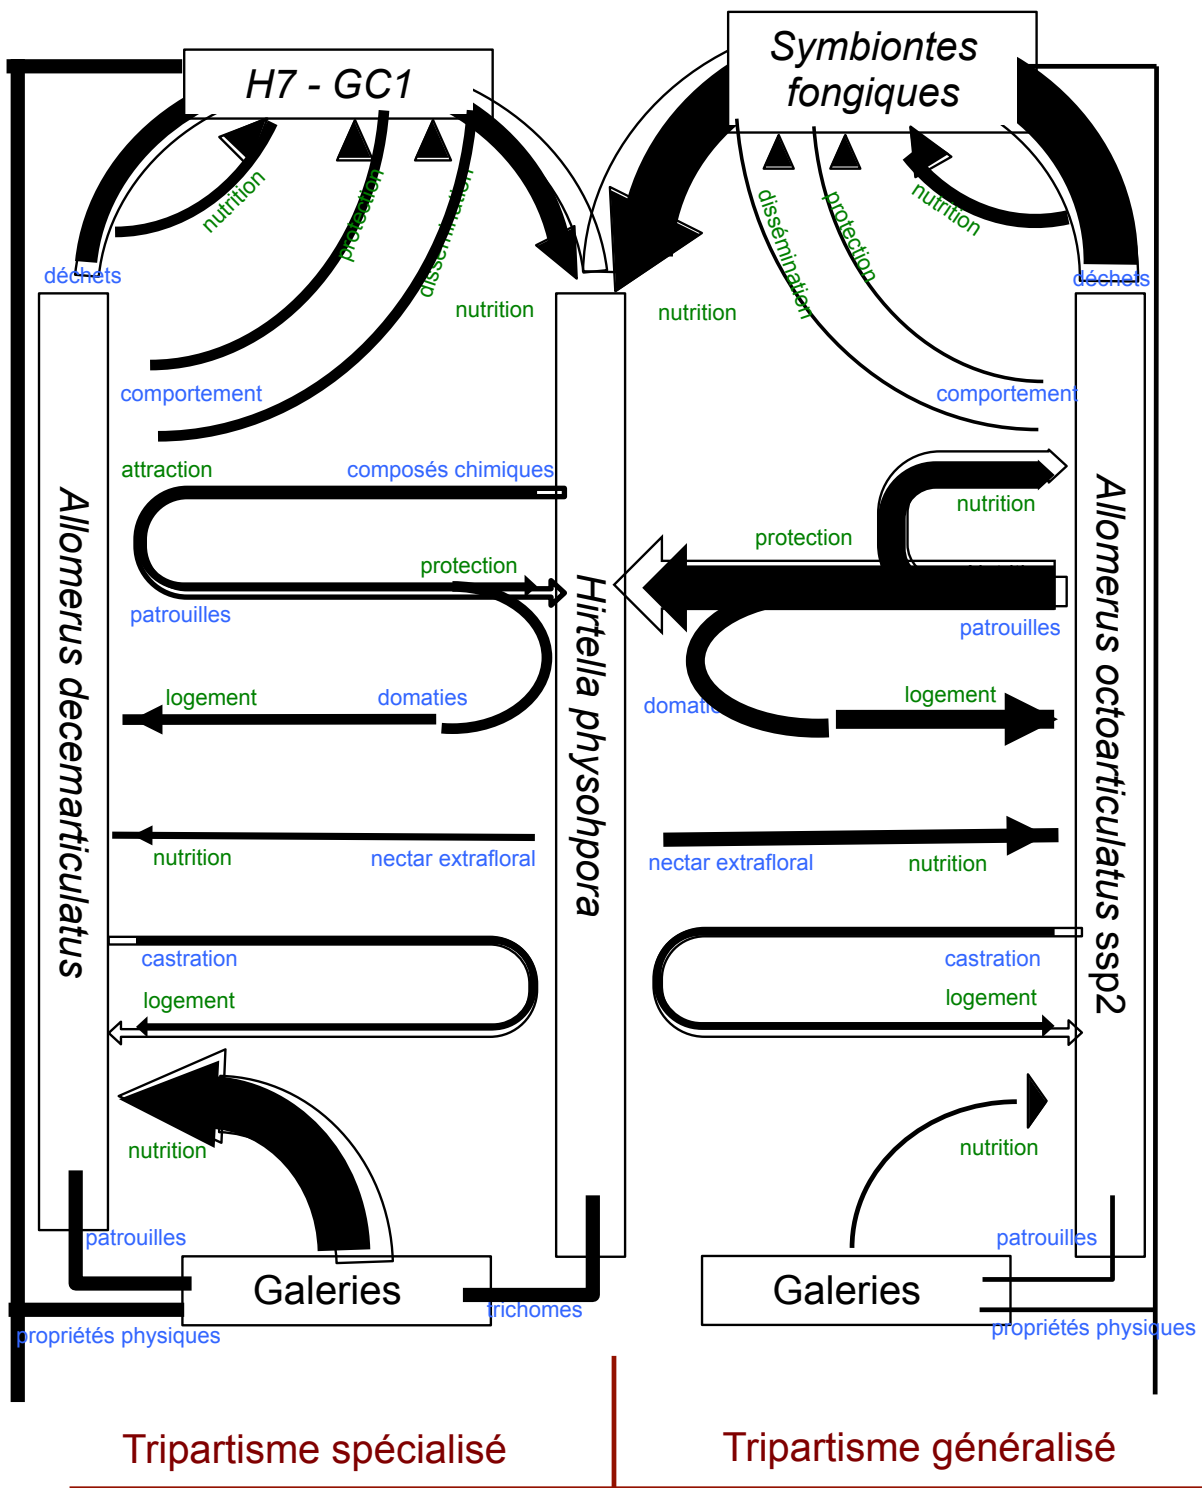 H7 - GC1
Symbiontes
fongiques
nutrition
protection
dissémination
déchets
nutrition
nutrition
dissémination
protection
nutrition
déchets
comportement
comportement
attraction
composés chimiques
nutrition
protection
protection
patrouilles
patrouilles
Allomerus decemarticulatus
Hirtella physohpora
Allomerus octoarticulatus ssp2
logement
domaties
domaties
logement
nutrition
nectar extrafloral
nectar extrafloral
nutrition
castration
castration
logement
logement
nutrition
nutrition
patrouilles
patrouilles
Galeries
Galeries
trichomes
propriétés physiques
propriétés physiques
Tripartisme spécialisé
Tripartisme généralisé